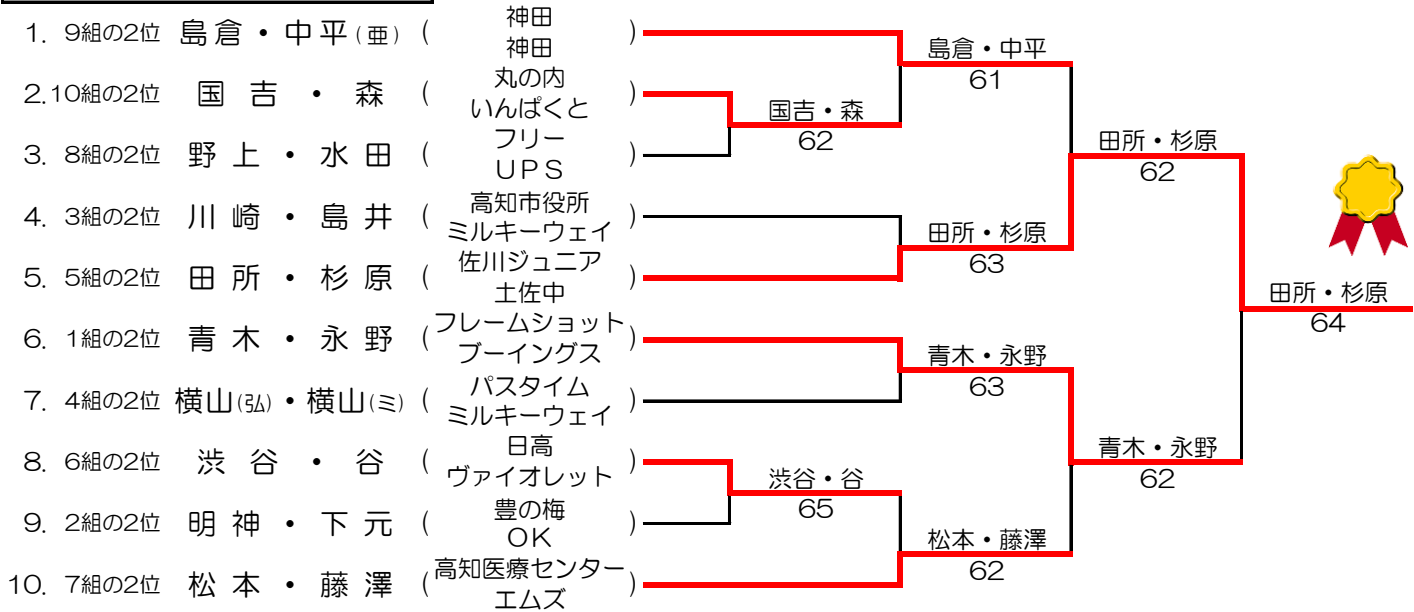 1. 9組の2位 島倉・中平(亜) ( 神田 神田 )
2.10組の2位 国吉・森 ( 丸の内 いんぱくと )
3. 8組の2位 野上・水田 ( フリー UPS )
4. 3組の2位 川崎・島井 ( 高知市役所 ミルキーウェイ )
5. 5組の2位 田所・杉原 ( 佐川ジュニア 土佐中 )
6. 1組の2位 青木・永野 ( フレームショット ブーイングス )
7. 4組の2位 横山(弘)・横山(ミ) ( パスタイム ミルキーウェイ )
8. 6組の2位 渋谷・谷 ( 日高 ヴァイオレット )
9. 2組の2位 明神・下元 ( 豊の梅 OK )
10. 7組の2位 松本・藤澤 ( 高知医療センター エムズ )
国吉・森
62
渋谷・谷
65
島倉・中平
61
田所・杉原
63
青木・永野
63
松本・藤澤
62
田所・杉原
62
青木・永野
62
田所・杉原
64